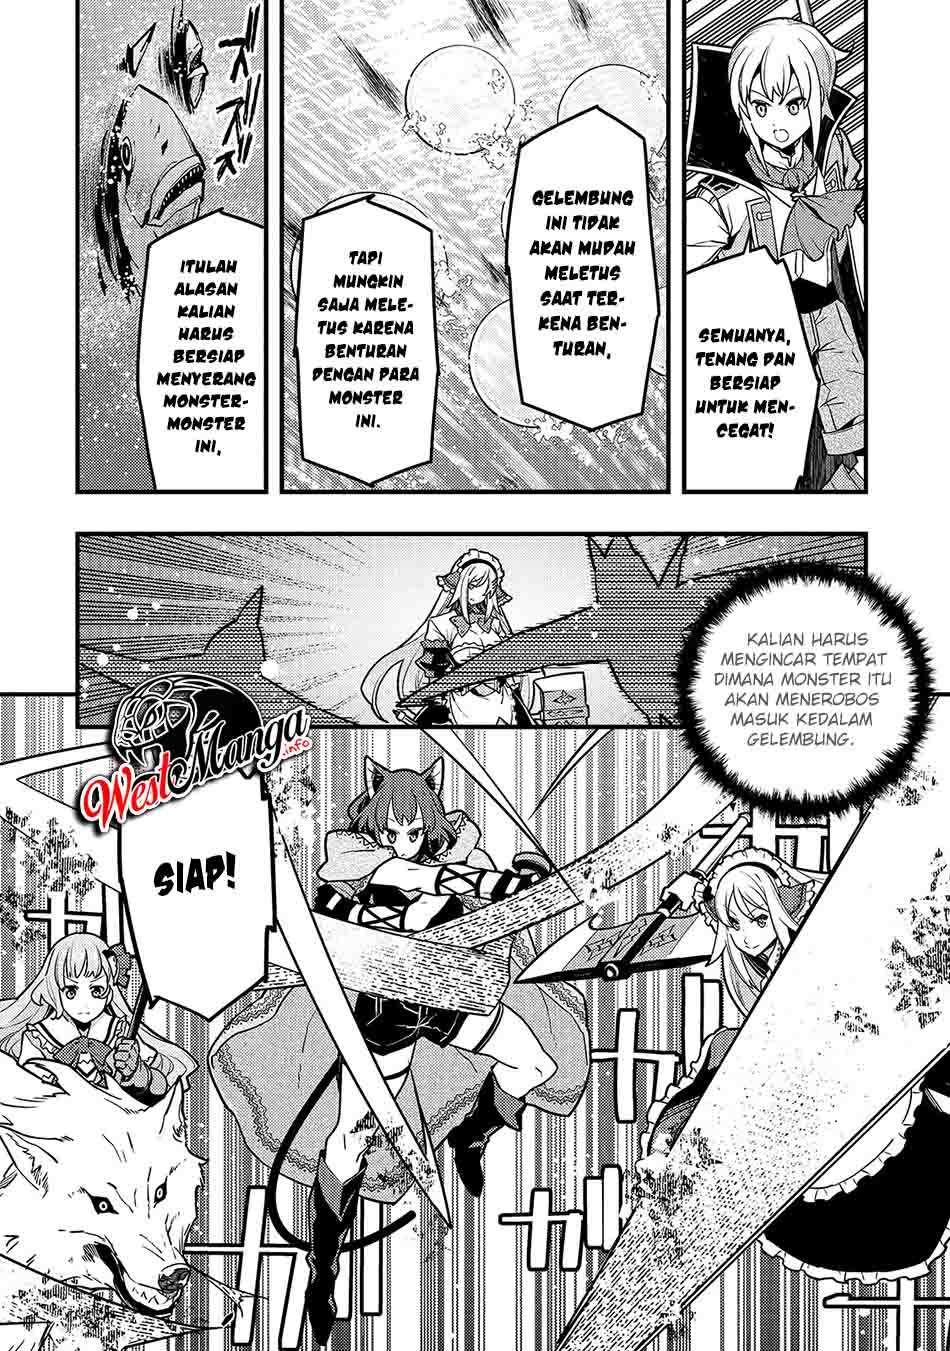 SEMUANYA,
TENANG DAN
BERSIAP
UNTUK MEN-
CEGAT!
GELEMBUNG
INI TIDAK
AKAN MUDAH
MELETUS
SAAT TER-
KENA BEN-
TURAN,
TAPI
MUNGKIN
SAJA MELE-
TUS KARENA
BENTURAN
DENGAN PARA
MONSTER
INI.
ITULAH
ALASAN
KALIAN
HARUS
BERSIAP
MENYERANG
MONSTER-
MONSTER
INI,
KALIAN HARUS
MENGINCAR TEMPAT
DIMANA MONSTER ITU
AKAN MENEROBOS
MASUK KEDALAM
GELEMBUNG.
WestManga
.info
SIAP!